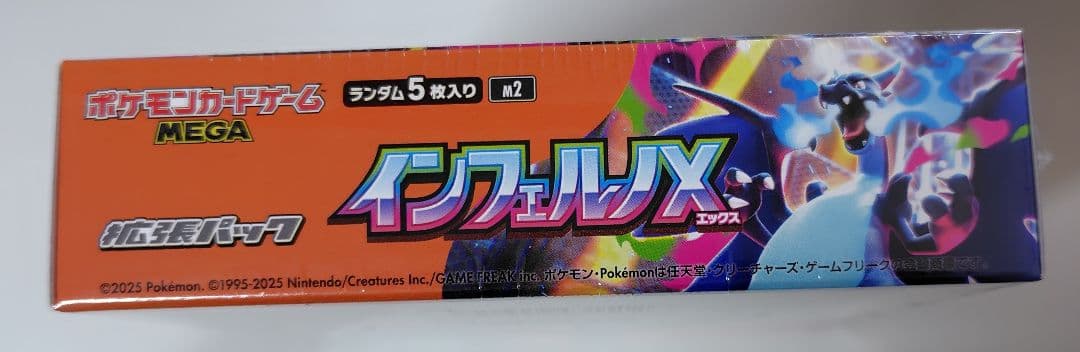 ポケモンカードゲーム
MEGA
ランダム5枚入り M2
インフェルノX
エックス
拡張パック
©2025 Pokémon. ©1995-2025 Nintendo/Creatures Inc./GAME FREAK inc. ポケモン・Pokémonは任天堂・クリーチャーズ・ゲームフリークの登録商標です。